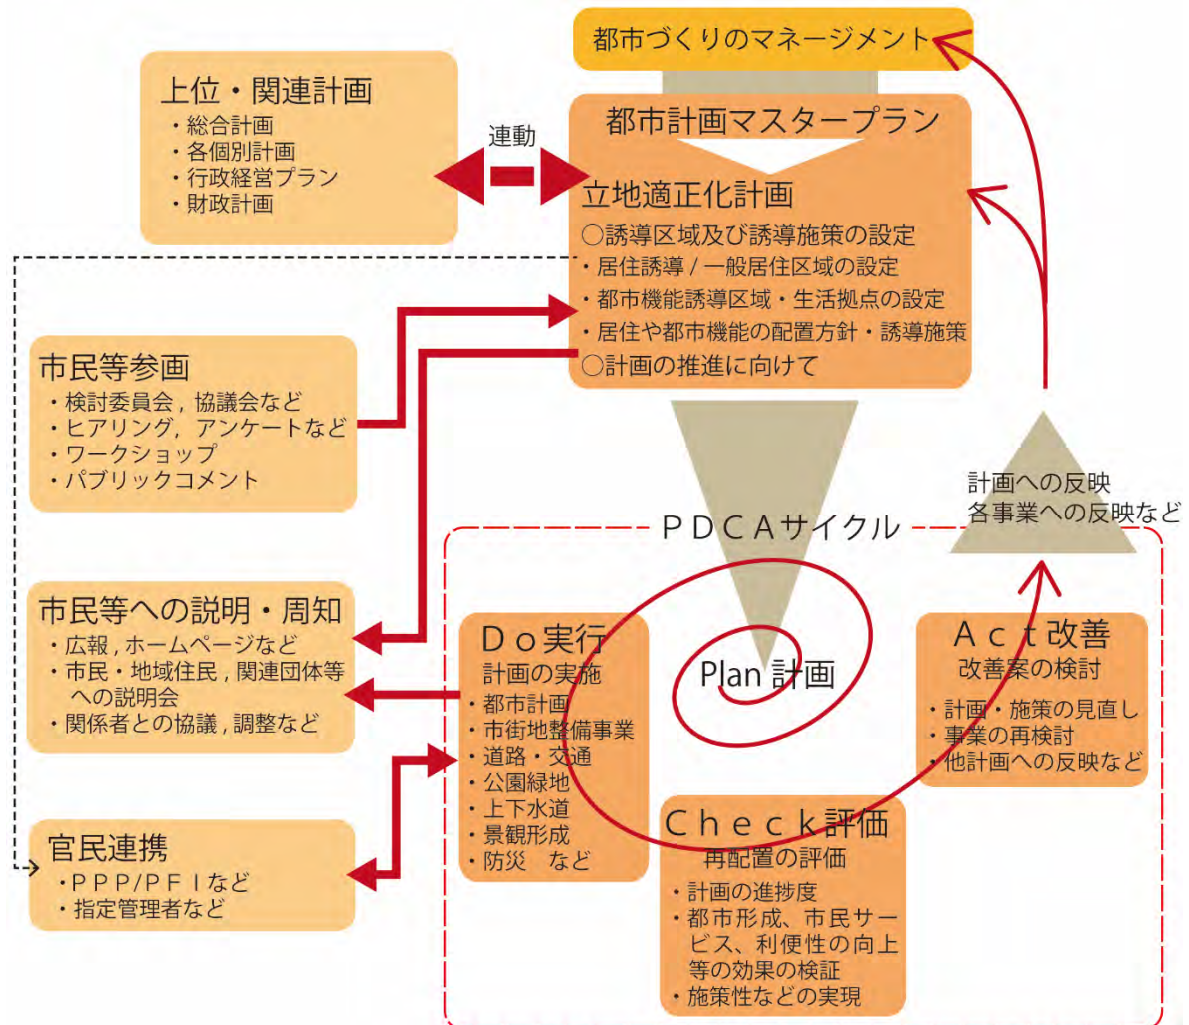 都市づくりのマネージメント
上位・関連計画
・総合計画
・各個別計画
・行政経営プラン
・財政計画
連動
都市計画マスタープラン
立地適正化計画
○誘導区域及び誘導施策の設定
・居住誘導/一般居住区域の設定
・都市機能誘導区域・生活拠点の設定
・居住や都市機能の配置方針・誘導施策
○計画の推進に向けて
市民等参画
・検討委員会,協議会など
・ヒアリング,アンケートなど
・ワークショップ
・パブリックコメント
計画への反映
各事業への反映など
PDCAサイクル
市民等への説明・周知
・広報,ホームページなど
・市民・地域住民,関連団体等
への説明会
・関係者との協議,調整など
Do実行
計画の実施
・都市計画
・市街地整備事業
・道路・交通
・公園緑地
・上下水道
・景観形成
・防災 など
Plan 計画
Act改善
改善案の検討
・計画・施策の見直し
・事業の再検討
・他計画への反映など
Check評価
再配置の評価
・計画の進捗度
・都市形成、市民サー
ビス、利便性の向上
等の効果の検証
・施策性などの実現
官民連携
・PPP/PFIなど
・指定管理者など